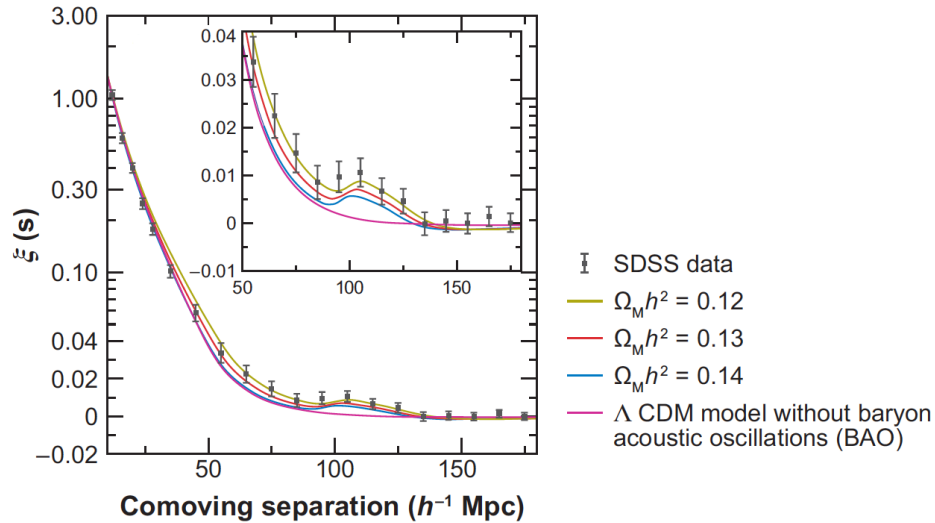 3.00
1.00
0.30
0.10
0.04
0.02
0
−0.02
ξ (s)
50
100
150
Comoving separation (h⁻¹ Mpc)
0.04
0.03
0.02
0.01
0
−0.01
50
100
150
SDSS data
Ω_M h² = 0.12
Ω_M h² = 0.13
Ω_M h² = 0.14
Λ CDM model without baryon
acoustic oscillations (BAO)